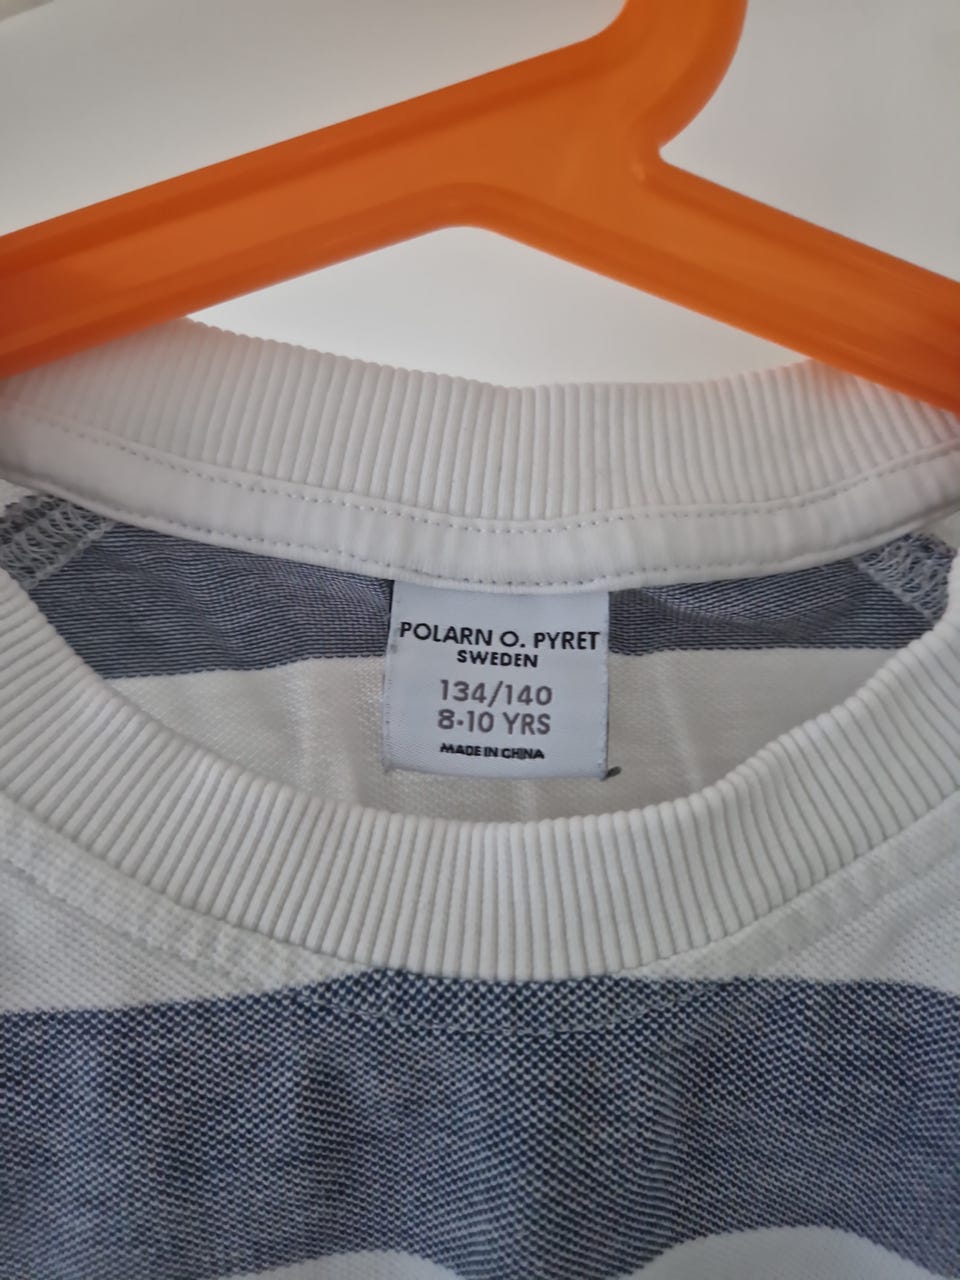 POLARN O. PYRET
SWEDEN
134/140
8-10 YRS
MADE IN CHINA